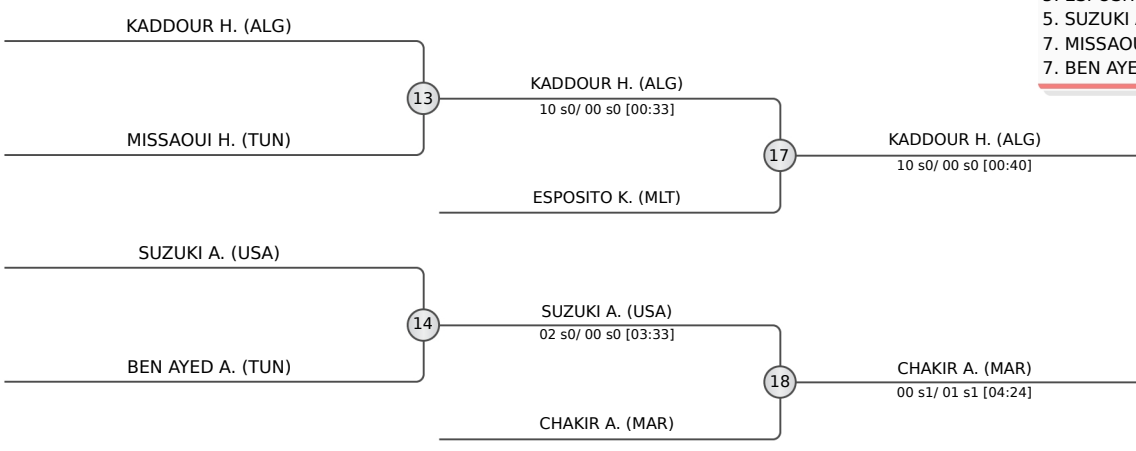 KADDOUR H. (ALG)
5. SUZUKI
7. MISSAOU
7. BEN AYE
13
KADDOUR H. (ALG)
10 s0/ 00 s0 [00:33]
MISSAOUI H. (TUN)
17
KADDOUR H. (ALG)
10 s0/ 00 s0 [00:40]
ESPOSITO K. (MLT)
SUZUKI A. (USA)
14
SUZUKI A. (USA)
02 s0/ 00 s0 [03:33]
BEN AYED A. (TUN)
18
CHAKIR A. (MAR)
00 s1/ 01 s1 [04:24]
CHAKIR A. (MAR)